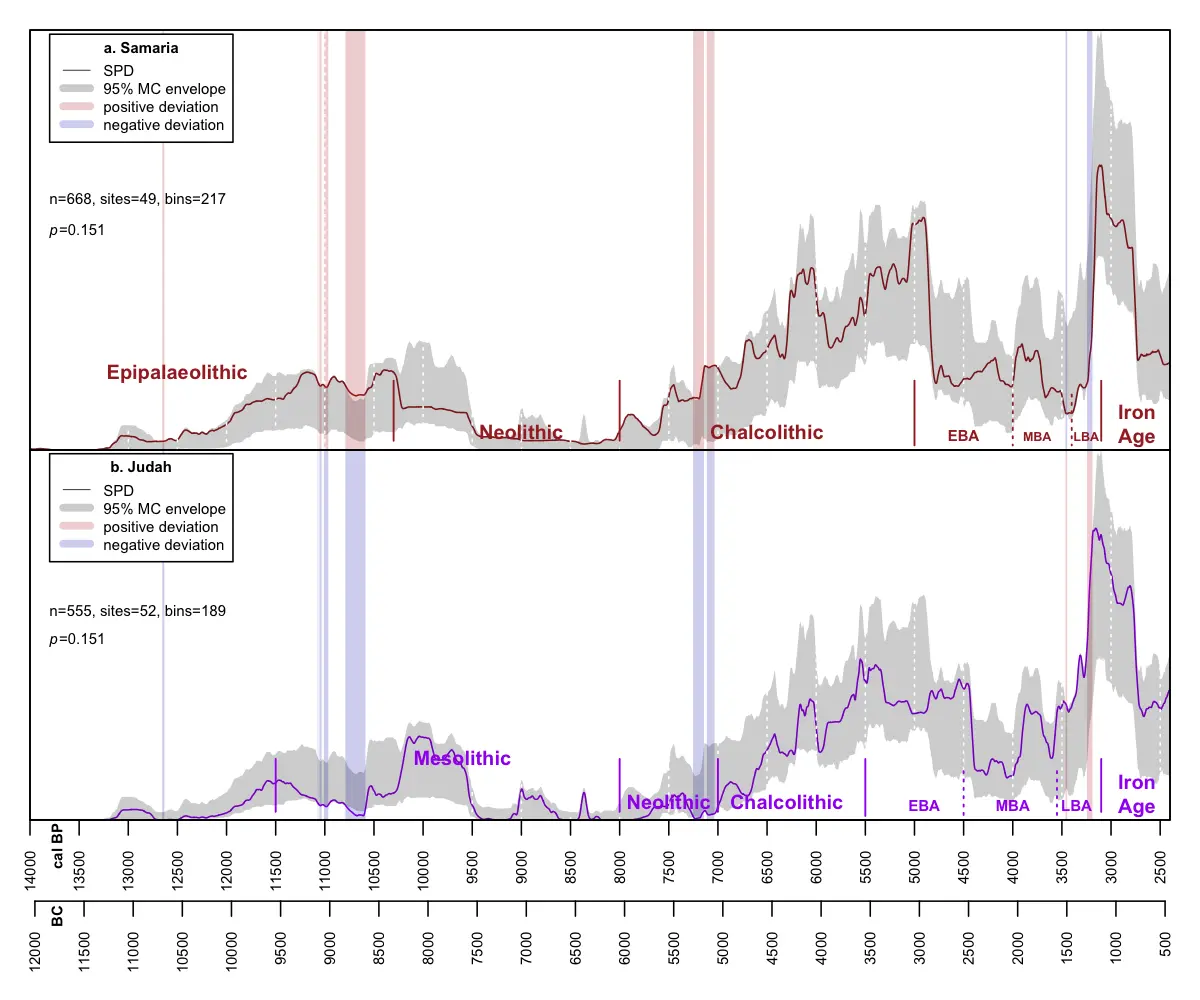 a. Samaria
SPD
95% MC envelope
positive deviation
negative deviation
n=668, sites=49, bins=217
p=0.151
Epipalaeolithic
Neolithic
Chalcolithic
EBA
MBA
LBA
Iron
Age
b. Judah
SPD
95% MC envelope
positive deviation
negative deviation
n=555, sites=52, bins=189
p=0.151
Mesolithic
Neolithic
Chalcolithic
EBA
MBA
LBA
Iron
Age
cal BP
14000 13500 13000 12500 12000 11500 11000 10500 10000 9500 9000 8500 8000 7500 7000 6500 6000 5500 5000 4500 4000 3500 3000 2500
BC
12000 11500 11000 10500 10000 9500 9000 8500 8000 7500 7000 6500 6000 5500 5000 4500 4000 3500 3000 2500 2000 1500 1000 500